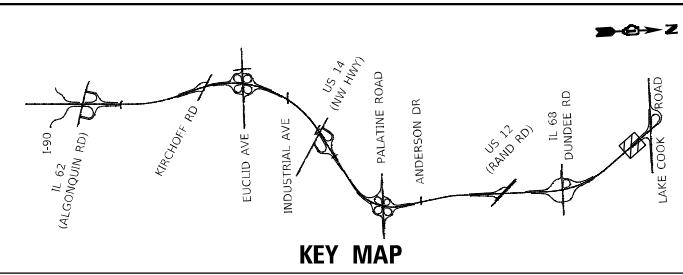 N
I-90
IL 62
(ALGONQUIN RD)
KIRCHOFF RD
EUCLID AVE
INDUSTRIAL AVE
US 14
(NW HWY)
PALATINE ROAD
ANDERSON DR
US 12
(RAND RD)
IL 68
DUNDEE RD
LAKE COOK ROAD
KEY MAP